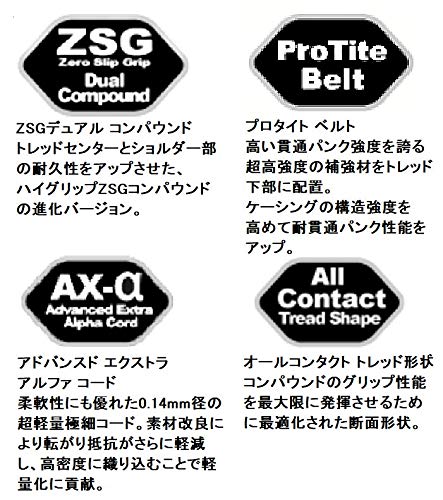 ZSG
Zero Slip Grip
Dual
Compound
ZSGデュアル コンパウンド
トレッドセンターとショルダー部
の耐久性をアップさせた、
ハイグリップZSGコンパウンド
の進化バージョン。
ProTite
Belt
プロタイト ベルト
高い貫通パンク強度を誇る
超高強度の補強材をトレッド
下部に配置。
ケーシングの構造強度を
高めて耐貫通パンク性能を
アップ。
AX-α
Advanced Extra
Alpha Cord
アドバンスド エクストラ
アルファ コード
柔軟性にも優れた0.14mm径の
超軽量極細コード。素材改良に
より転がり抵抗がさらに軽減
し、高密度に織り込むことで軽
量化に貢献。
All
Contact
Tread Shape
オールコンタクト トレッド形状
コンパウンドのグリップ性能
を最大限に発揮させるため
に最適化された断面形状。